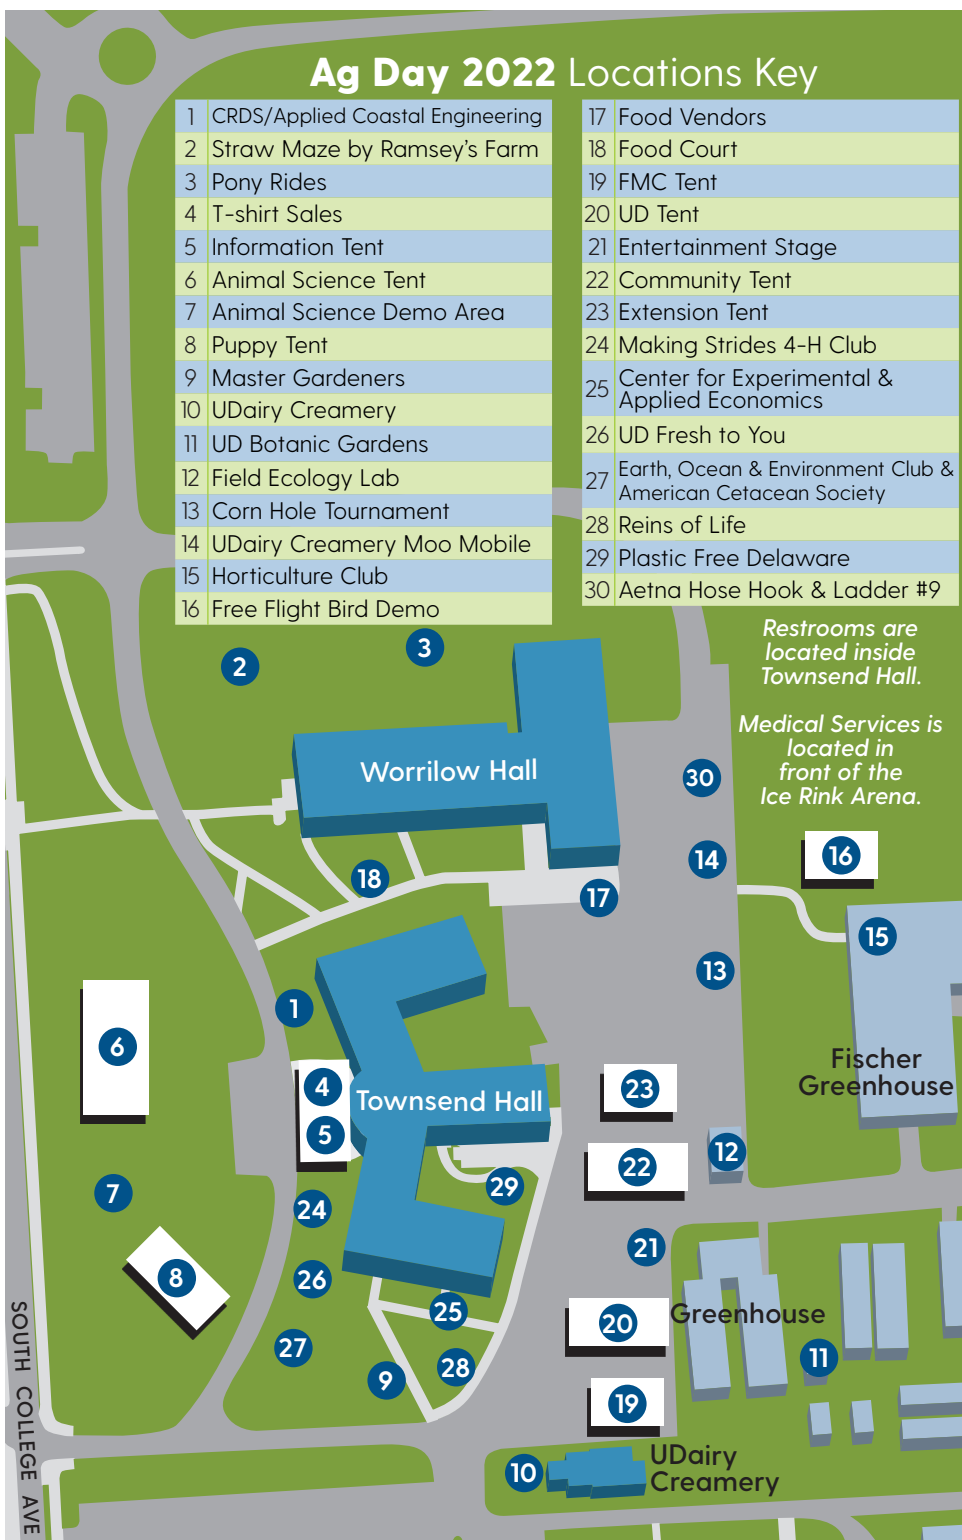 Ag Day 2022 Locations Key
1 CRDS/Applied Coastal Engineering
2 Straw Maze by Ramsey's Farm
3 Pony Rides
4 T-shirt Sales
5 Information Tent
6 Animal Science Tent
7 Animal Science Demo Area
8 Puppy Tent
9 Master Gardeners
10 UDairy Creamery
11 UD Botanic Gardens
12 Field Ecology Lab
13 Corn Hole Tournament
14 UDairy Creamery Moo Mobile
15 Horticulture Club
16 Free Flight Bird Demo
17 Food Vendors
18 Food Court
19 FMC Tent
20 UD Tent
21 Entertainment Stage
22 Community Tent
23 Extension Tent
24 Making Strides 4-H Club
25 Center for Experimental &
Applied Economics
26 UD Fresh to You
27 Earth, Ocean & Environment Club &
American Cetacean Society
28 Reins of Life
29 Plastic Free Delaware
30 Aetna Hose Hook & Ladder #9
Restrooms are
located inside
Townsend Hall.
Medical Services is
located in
front of the
Ice Rink Arena.
2
3
Worrilow Hall
30
14
16
18
17
15
13
1
6
Fischer
Greenhouse
4
Townsend Hall
23
5
12
22
7
29
24
21
8
26
25
20
Greenhouse
27
11
9
28
19
SOUTH COLLEGE AVE
10
UDairy
Creamery